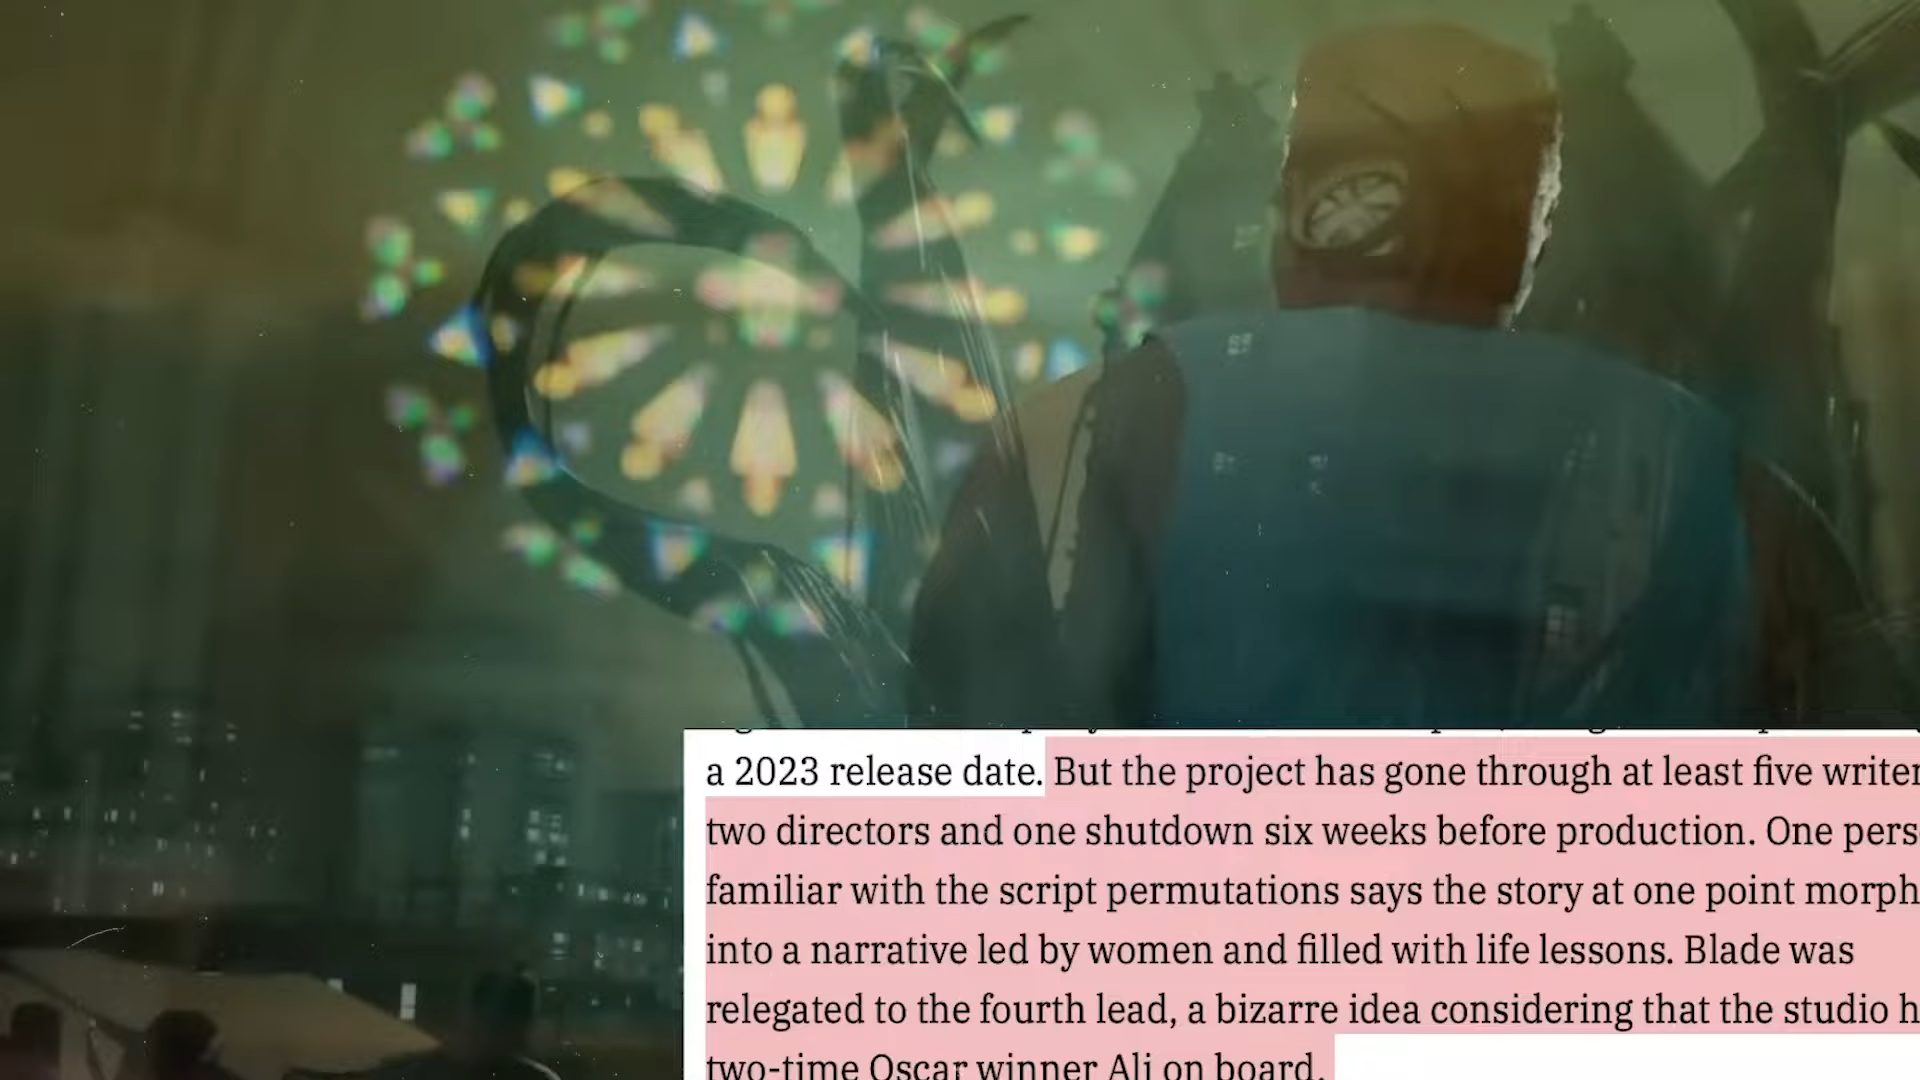 a 2023 release date. But the project has gone through at least five writer
two directors and one shutdown six weeks before production. One pers
familiar with the script permutations says the story at one point morph
into a narrative led by women and filled with life lessons. Blade was
relegated to the fourth lead, a bizarre idea considering that the studio h
two-time Oscar winner Ali on board.